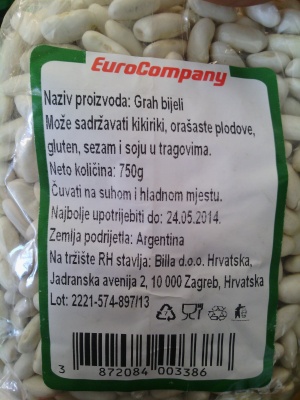 EuroCompany
Naziv proizvoda: Grah bijeli
Može sadržavati kikiriki, orašaste plodove,
gluten, sezam i soju u tragovima.
Neto količina: 750g
Čuvati na suhom i hladnom mjestu.
Najbolje upotrijebiti do: 24.05.2014.
Zemlja podrijetla: Argentina
Na tržište RH stavlja: Billa d.o.o. Hrvatska,
Jadranska avenija 2, 10 000 Zagreb, Hrvatska
Lot: 2221-574-897/13
3 872084 003386